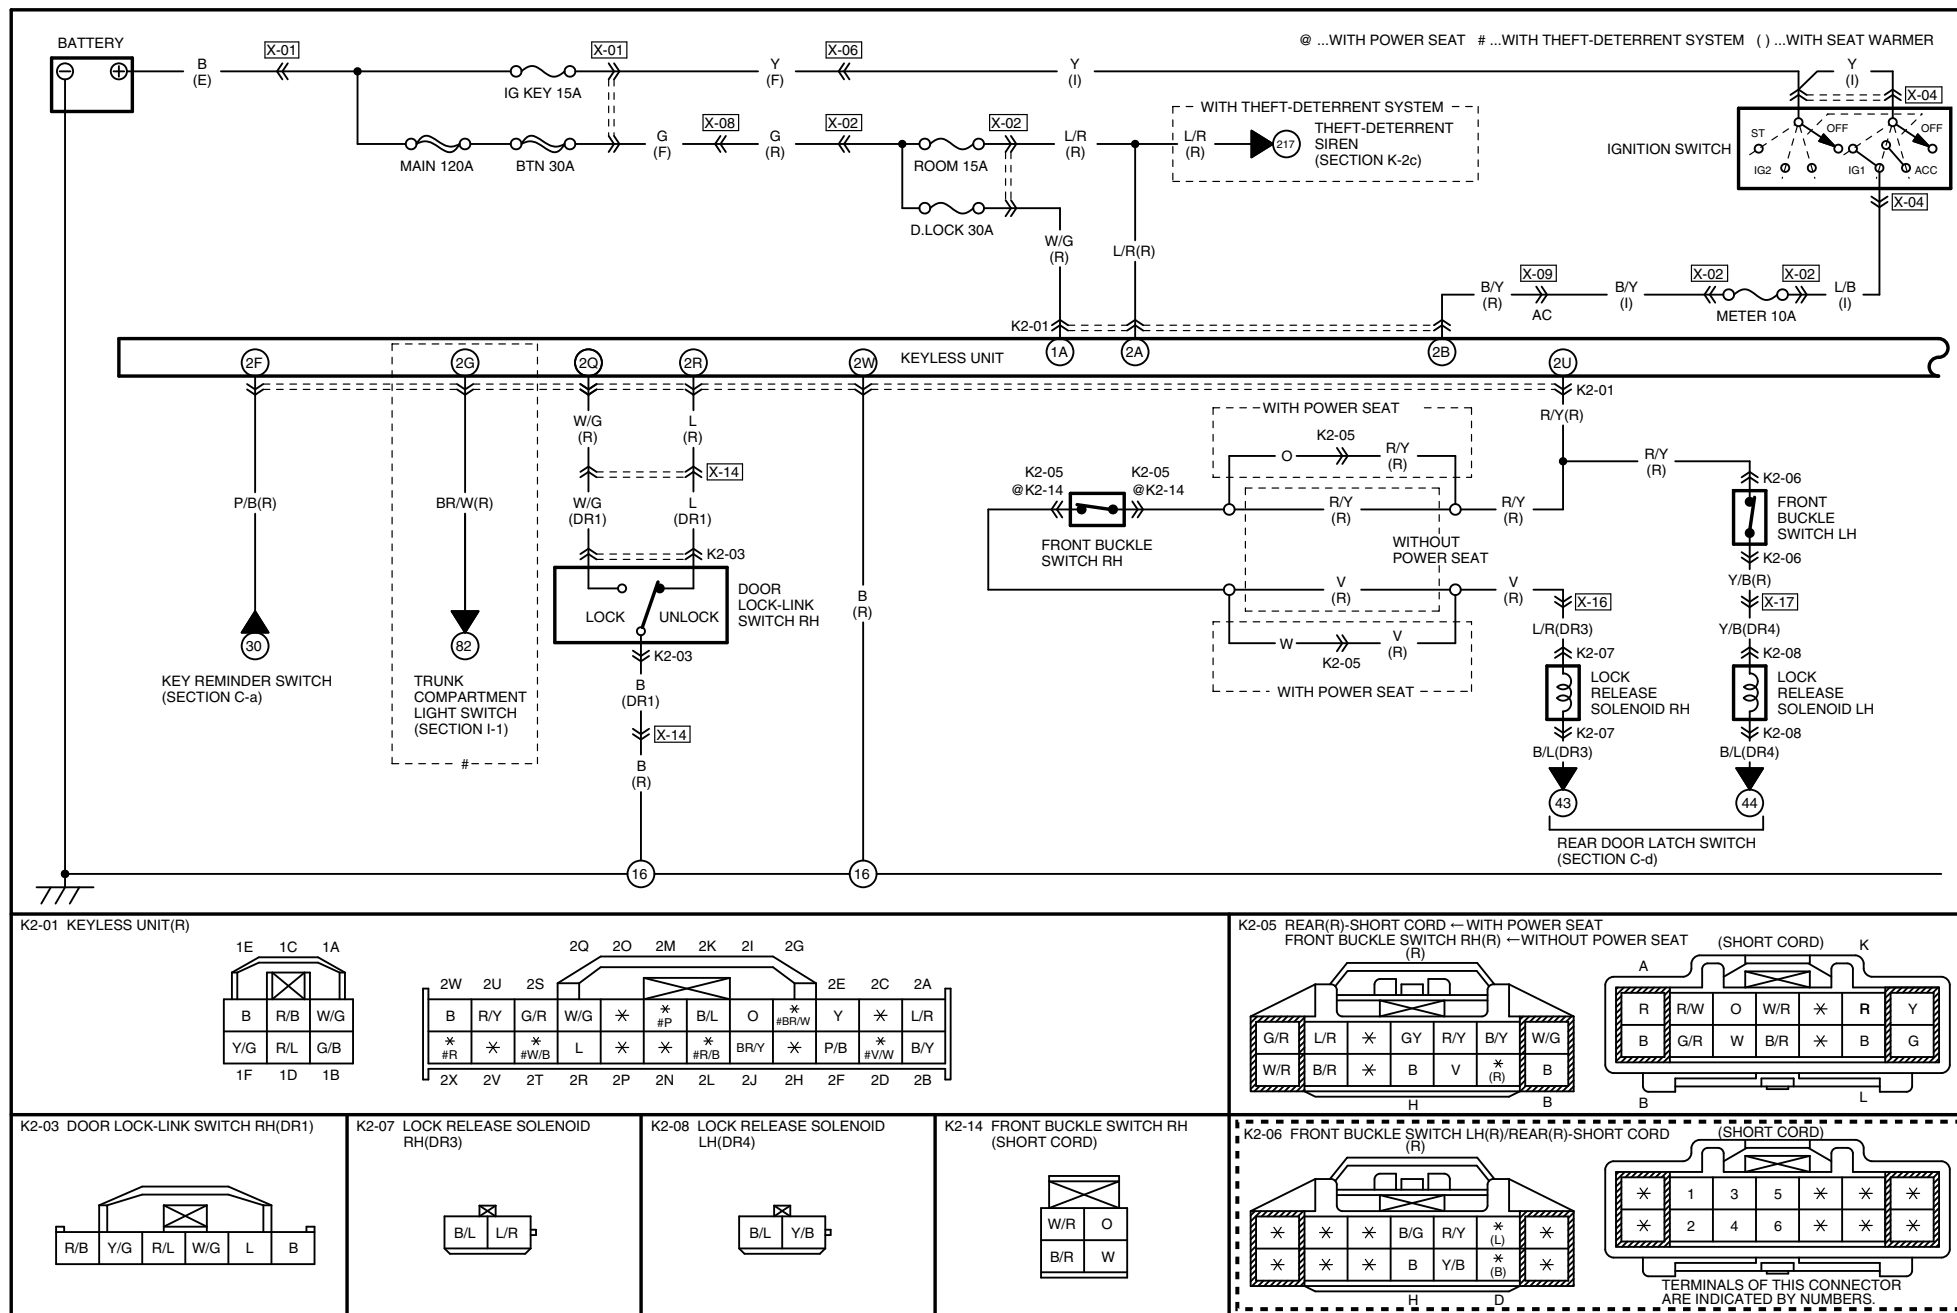 @ ...WITH POWER SEAT # ...WITH THEFT-DETERRENT SYSTEM ( ) ...WITH SEAT WARMER
BATTERY
B
(E)
X-01
IG KEY 15A
X-01
Y
(F)
X-06
Y
(I)
Y
(I)
X-04
MAIN 120A
BTN 30A
G
(F)
X-08
G
(R)
X-02
ROOM 15A
X-02
L/R
(R)
WITH THEFT-DETERRENT SYSTEM
L/R
(R)
217
THEFT-DETERRENT
SIREN
(SECTION K-2c)
IGNITION SWITCH
ST
OFF
IG2
IG1
OFF
ACC
X-04
D.LOCK 30A
W/G
(R)
L/R(R)
B/Y
(R)
X-09
AC
B/Y
(I)
X-02
METER 10A
X-02
L/B
(I)
K2-01
2F
2G
2Q
2R
2W
KEYLESS UNIT
1A
2A
2B
2U
K2-01
P/B(R)
30
KEY REMINDER SWITCH
(SECTION C-a)
BR/W(R)
82
TRUNK
COMPARTMENT
LIGHT SWITCH
(SECTION I-1)
#
W/G
(R)
L
(R)
X-14
W/G
(DR1)
L
(DR1)
K2-03
LOCK
UNLOCK
DOOR
LOCK-LINK
SWITCH RH
K2-03
B
(DR1)
X-14
B
(R)
16
B
(R)
16
WITH POWER SEAT
K2-05
O
R/Y
(R)
K2-05
@K2-14
K2-05
@K2-14
FRONT BUCKLE
SWITCH RH
R/Y
(R)
R/Y
(R)
WITHOUT
POWER SEAT
V
(R)
V
(R)
W
K2-05
V
(R)
WITH POWER SEAT
R/Y(R)
R/Y
(R)
K2-06
FRONT
BUCKLE
SWITCH LH
K2-06
Y/B(R)
X-16
X-17
L/R(DR3)
Y/B(DR4)
K2-07
K2-08
LOCK
RELEASE
SOLENOID RH
LOCK
RELEASE
SOLENOID LH
K2-07
K2-08
B/L(DR3)
B/L(DR4)
43
44
REAR DOOR LATCH SWITCH
(SECTION C-d)
K2-01 KEYLESS UNIT(R)
1E 1C 1A
B R/B W/G
Y/G R/L G/B
1F 1D 1B
2Q 2O 2M 2K 2I 2G
2W 2U 2S 2E 2C 2A
B R/Y G/R W/G * * #P B/L O * #BR/W Y * L/R
* #R * * #W/B L * * * #R/B BR/Y * P/B * #V/W B/Y
2X 2V 2T 2R 2P 2N 2L 2J 2H 2F 2D 2B
K2-05 REAR(R)-SHORT CORD ←WITH POWER SEAT
FRONT BUCKLE SWITCH RH(R) ←WITHOUT POWER SEAT
(R)
G/R L/R * GY R/Y B/Y W/G
W/R B/R * B V * (R) B
H B
(SHORT CORD)
A K
R R/W O W/R * R Y
B G/R W B/R * B G
B L
K2-03 DOOR LOCK-LINK SWITCH RH(DR1)
R/B Y/G R/L W/G L B
K2-07 LOCK RELEASE SOLENOID
RH(DR3)
B/L L/R
K2-08 LOCK RELEASE SOLENOID
LH(DR4)
B/L Y/B
K2-14 FRONT BUCKLE SWITCH RH
(SHORT CORD)
W/R O
B/R W
K2-06 FRONT BUCKLE SWITCH LH(R)/REAR(R)-SHORT CORD
(R)
* * * B/G R/Y * (L) *
* * * B Y/B * (B) *
H D
(SHORT CORD)
* 1 3 5 * * *
* 2 4 6 * * *
TERMINALS OF THIS CONNECTOR
ARE INDICATED BY NUMBERS.